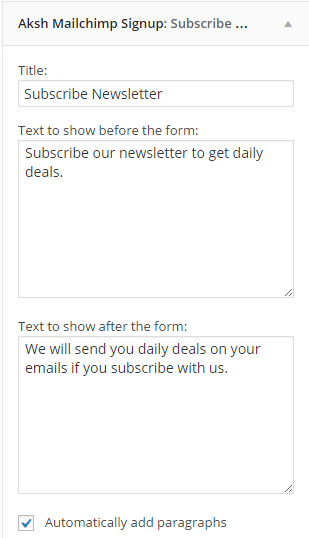 Aksh Mailchimp Signup: Subscribe ...
Title:
Subscribe Newsletter
Text to show before the form:
Subscribe our newsletter to get daily
deals.
Text to show after the form:
We will send you daily deals on your
emails if you subscribe with us.
Automatically add paragraphs